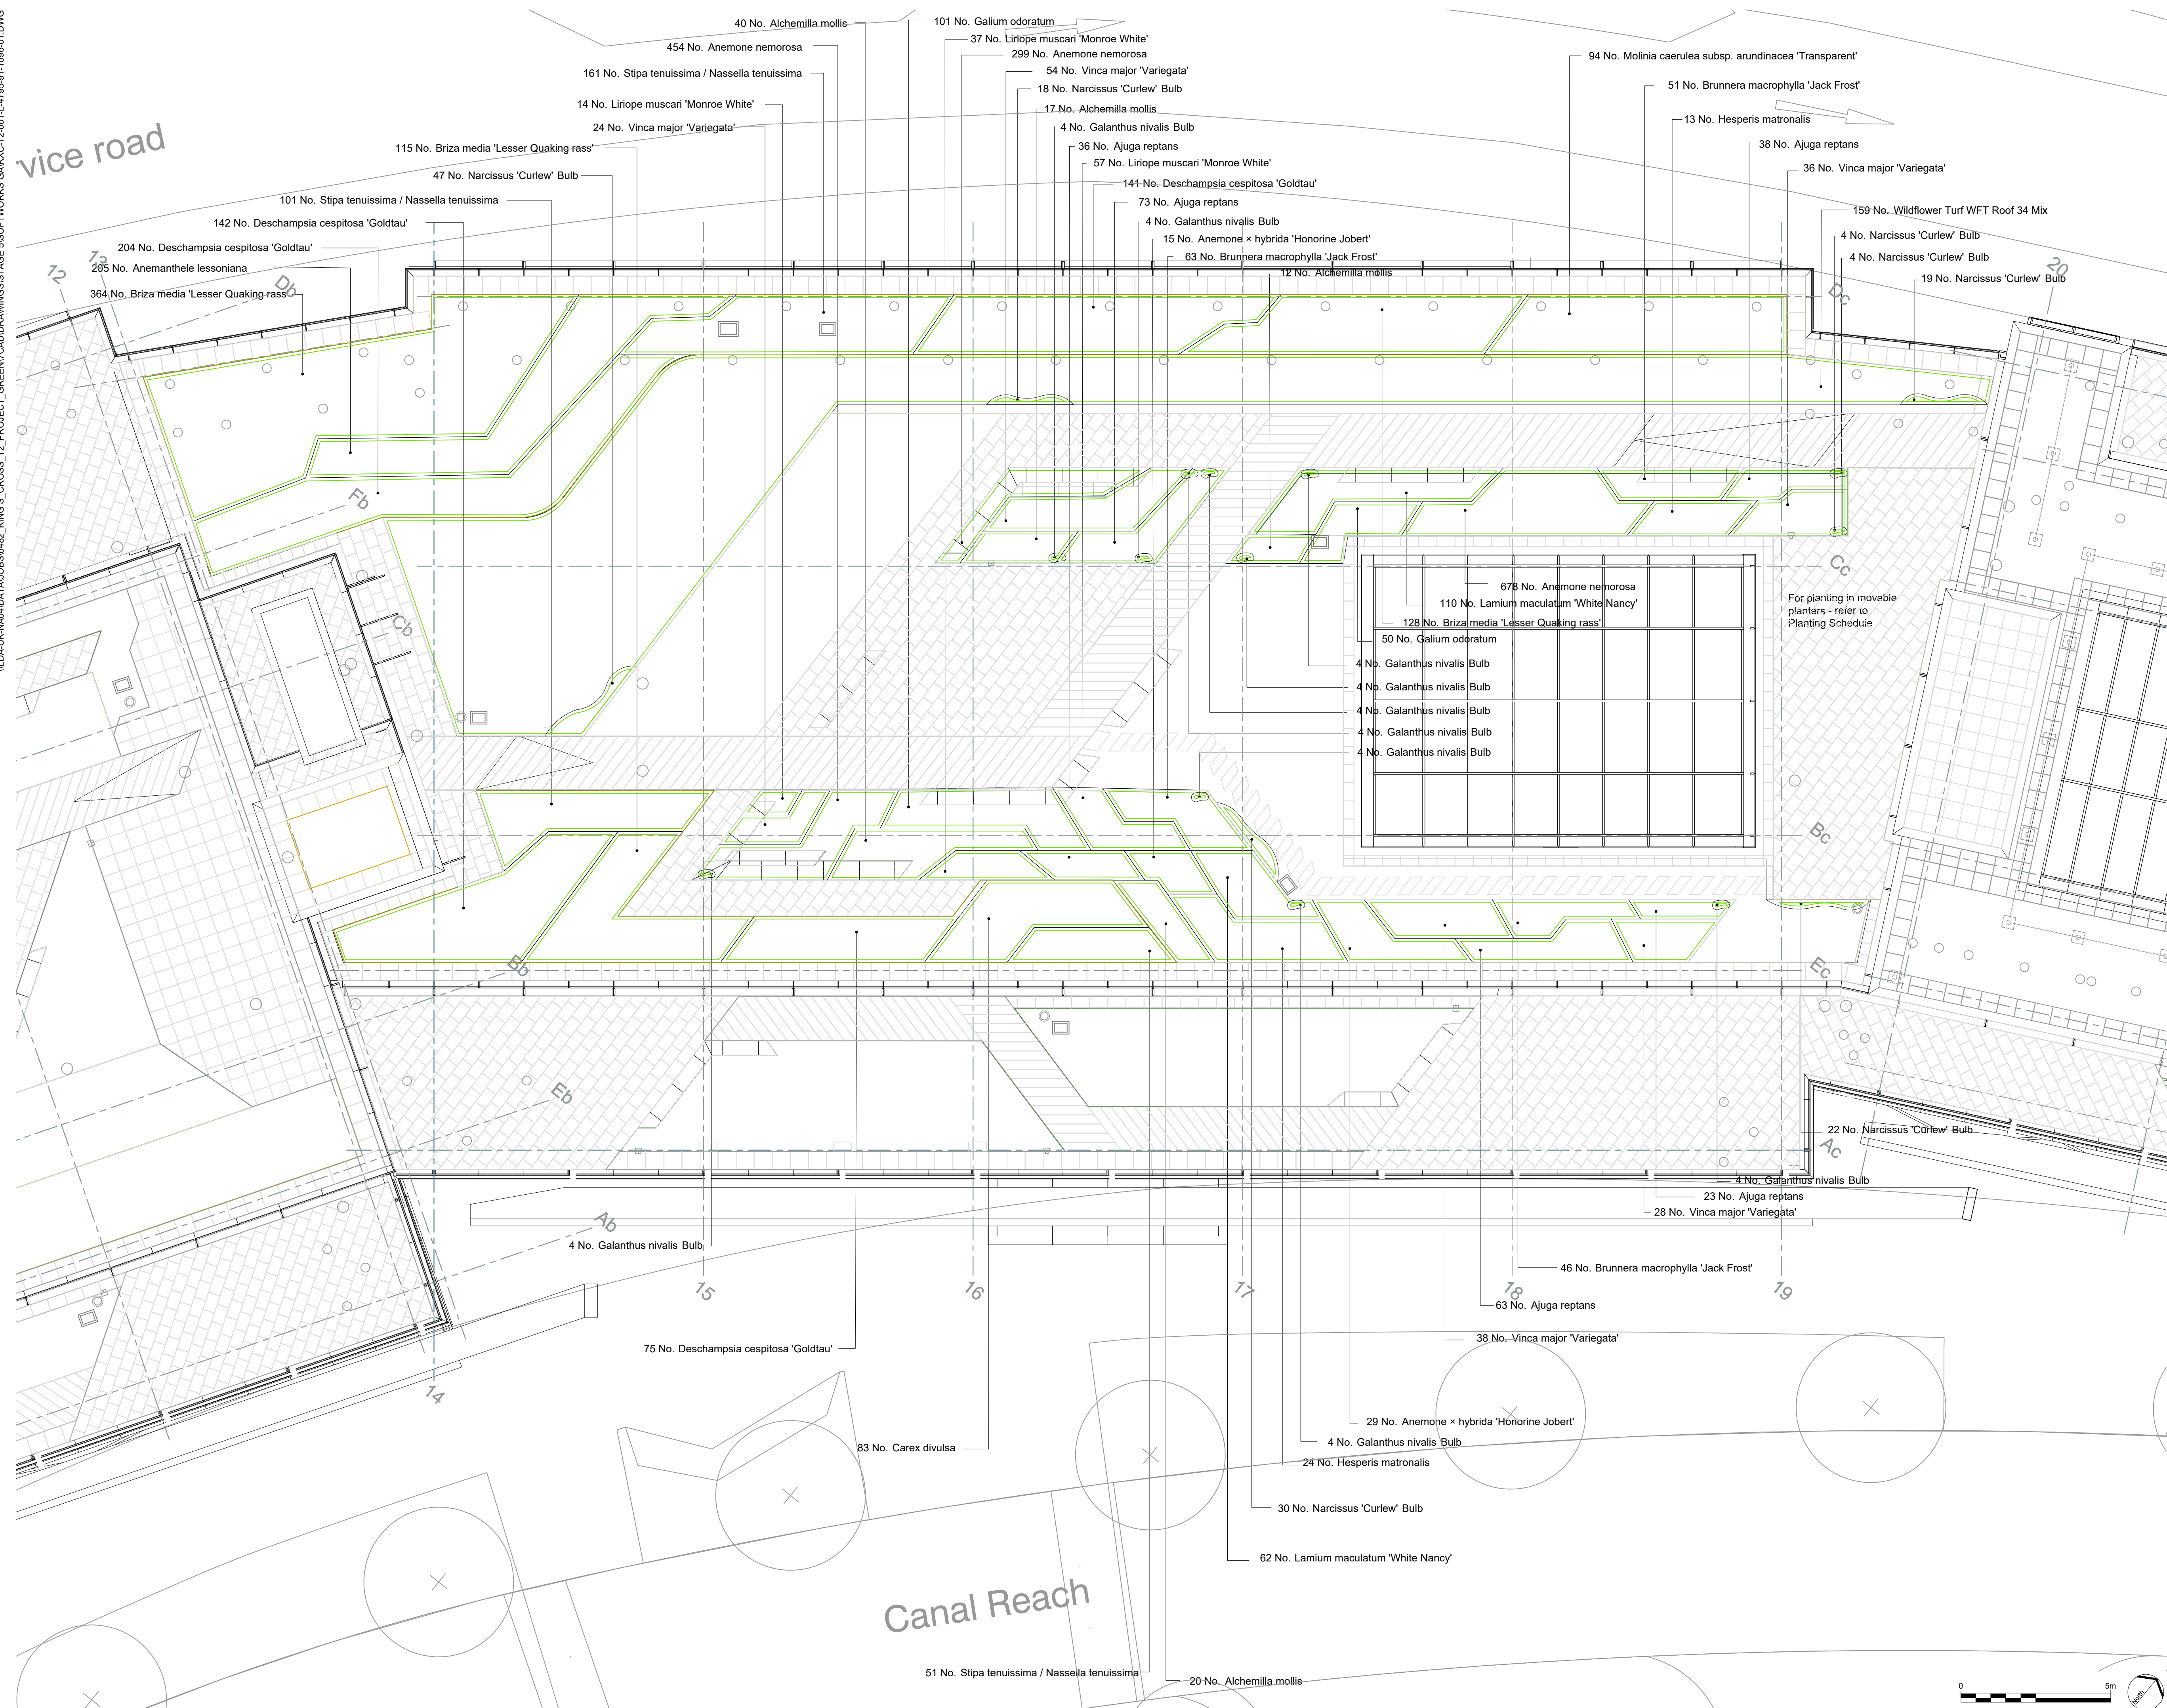 40 No. Alchemilla mollis
101 No. Galium odoratum
454 No. Anemone nemorosa
37 No. Liriope muscari 'Monroe White'
299 No. Anemone nemorosa
94 No. Molinia caerulea subsp. arundinacea 'Transparent'
161 No. Stipa tenuissima / Nassella tenuissima
54 No. Vinca major 'Variegata'
18 No. Narcissus 'Curlew' Bulb
51 No. Brunnera macrophylla 'Jack Frost'
14 No. Liriope muscari 'Monroe White'
17 No. Alchemilla mollis
13 No. Hesperis matronalis
24 No. Vinca major 'Variegata'
4 No. Galanthus nivalis Bulb
vice road
115 No. Briza media 'Lesser Quaking rass'
36 No. Ajuga reptans
38 No. Ajuga reptans
57 No. Liriope muscari 'Monroe White'
36 No. Vinca major 'Variegata'
47 No. Narcissus 'Curlew' Bulb
141 No. Deschampsia cespitosa 'Goldtau'
101 No. Stipa tenuissima / Nassella tenuissima
73 No. Ajuga reptans
159 No. Wildflower Turf WFT Roof 34 Mix
142 No. Deschampsia cespitosa 'Goldtau'
4 No. Galanthus nivalis Bulb
4 No. Narcissus 'Curlew' Bulb
204 No. Deschampsia cespitosa 'Goldtau'
15 No. Anemone × hybrida 'Honorine Jobert'
63 No. Brunnera macrophylla 'Jack Frost'
4 No. Narcissus 'Curlew' Bulb
12
13
205 No. Anemanthele lessoniana
12 No. Alchemilla mollis
20
19 No. Narcissus 'Curlew' Bulb
364 No. Briza media 'Lesser Quaking rass'
Db
Dc
Fb
Cc
678 No. Anemone nemorosa
110 No. Lamium maculatum 'White Nancy'
For planting in movable
planters - refer to
Planting Schedule
128 No. Briza media 'Lesser Quaking rass'
Cb
50 No. Galium odoratum
4 No. Galanthus nivalis Bulb
4 No. Galanthus nivalis Bulb
4 No. Galanthus nivalis Bulb
4 No. Galanthus nivalis Bulb
4 No. Galanthus nivalis Bulb
Bc
Bb
Ec
Eb
22 No. Narcissus 'Curlew' Bulb
Ac
4 No. Galanthus nivalis Bulb
23 No. Ajuga reptans
28 No. Vinca major 'Variegata'
Ab
4 No. Galanthus nivalis Bulb
46 No. Brunnera macrophylla 'Jack Frost'
15
16
17
18
19
63 No. Ajuga reptans
38 No. Vinca major 'Variegata'
75 No. Deschampsia cespitosa 'Goldtau'
14
29 No. Anemone × hybrida 'Honorine Jobert'
83 No. Carex divulsa
4 No. Galanthus nivalis Bulb
24 No. Hesperis matronalis
30 No. Narcissus 'Curlew' Bulb
62 No. Lamium maculatum 'White Nancy'
Canal Reach
51 No. Stipa tenuissima / Nassella tenuissima
20 No. Alchemilla mollis
0
5m
North